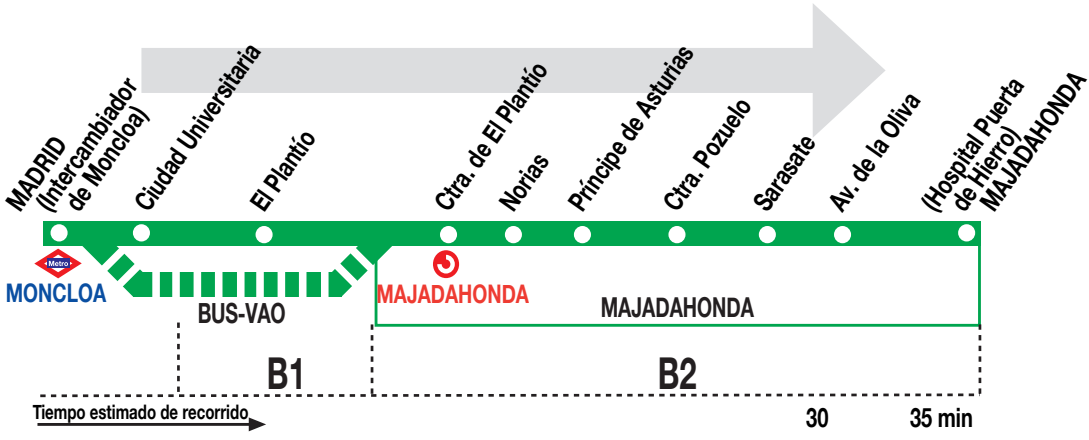 MADRID
(Intercambiador
de Moncloa)
Ciudad Universitaria
El Plantío
Ctra. de El Plantío
Norias
Príncipe de Asturias
Ctra. Pozuelo
Sarasate
Av. de la Oliva
(Hospital Puerta
de Hierro)
MAJADAHONDA
Metro
MONCLOA
BUS-VAO
MAJADAHONDA
MAJADAHONDA
B1
B2
Tiempo estimado de recorrido
30
35 min